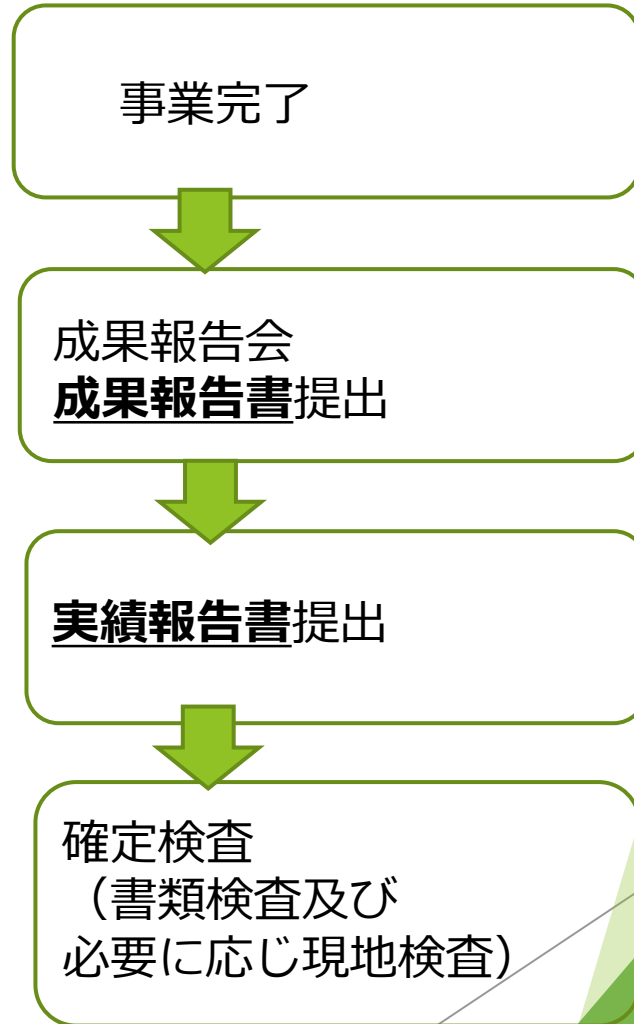 事業完了
成果報告会
成果報告書提出
実績報告書提出
確定検査
（書類検査及び
必要に応じ現地検査）